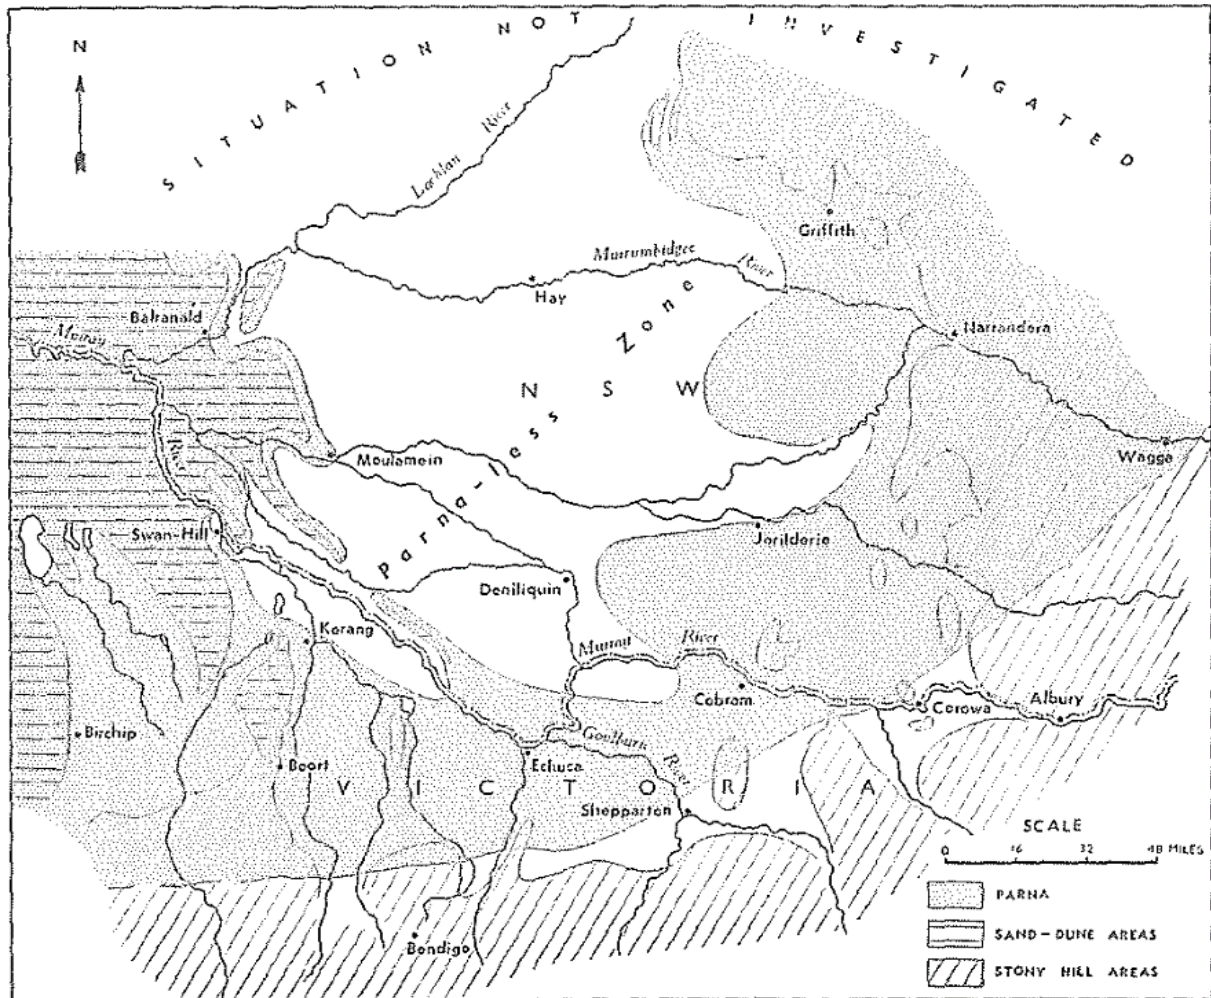 SITUATION NOT INVESTIGATED
N
Lachlan River
Griffith
Murrumbidgee River
Hay
Balranald
Murray
Narrandera
Zone
N S W
River
Moulamein
Wagga
Parna-less
Swan-Hill
Jerilderie
Deniliquin
Kerang
Murray River
Cobram
Corowa
Albury
Birchip
Goulburn River
Echuca
Boort
VICTORIA
Shepparton
SCALE
0 16 32 48 MILES
PARNA
SAND-DUNE AREAS
Bendigo
STONY HILL AREAS